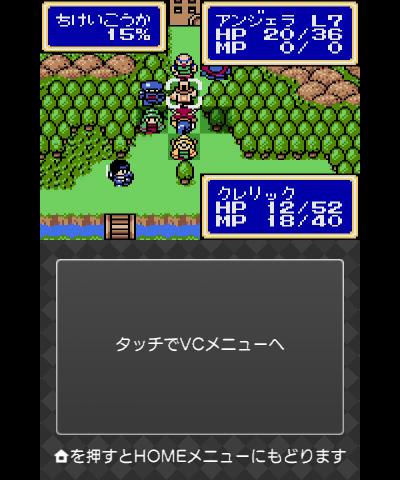 ちけいこうか
15%
アンジェラ L7
HP 20/36
MP 0/0
クレリック
HP 12/52
MP 18/40
タッチでVCメニューへ
を押すとHOMEメニューにもどります